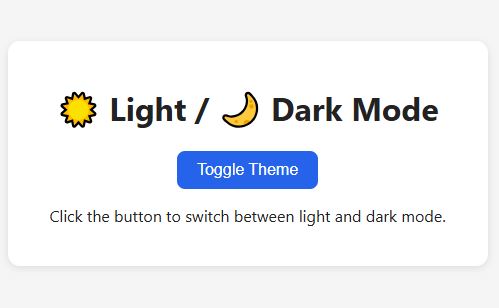 ☀️ Light / 🌙 Dark Mode
Toggle Theme
Click the button to switch between light and dark mode.